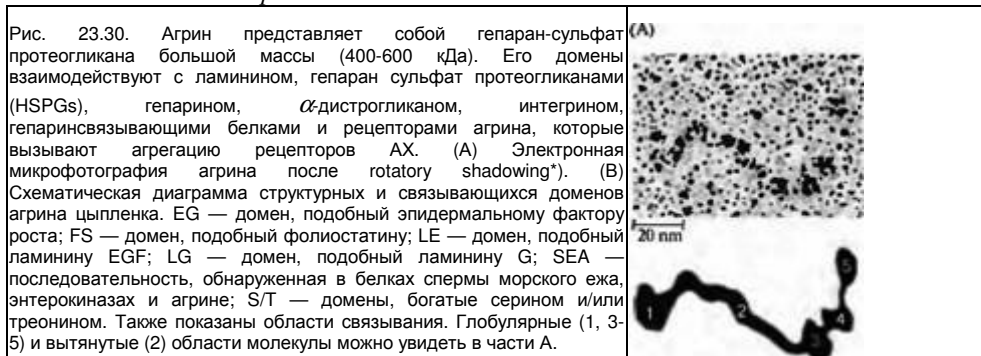 Рис. 23.30. Агрин представляет собой гепаран-сульфат
протеогликана большой массы (400-600 кДа). Его домены
взаимодействуют с ламинином, гепаран сульфат протеогликанами
(HSPGs), гепарином, α-дистрогликаном, интегрином,
гепаринсвязывающими белками и рецепторами агрина, которые
вызывают агрегацию рецепторов АХ. (А) Электронная
микрофотография агрина после rotatory shadowing*). (В)
Схематическая диаграмма структурных и связывающихся доменов
агрина цыпленка. EG — домен, подобный эпидермальному фактору
роста; FS — домен, подобный фолиостатину; LE — домен, подобный
ламинину EGF; LG — домен, подобный ламинину G; SEA —
последовательность, обнаруженная в белках спермы морского ежа,
энтерокиназах и агрине; S/T — домены, богатые серином и/или
треонином. Также показаны области связывания. Глобулярные (1, 3-
5) и вытянутые (2) области молекулы можно увидеть в части А.
(A)
20 nm
1
2
3
4
5